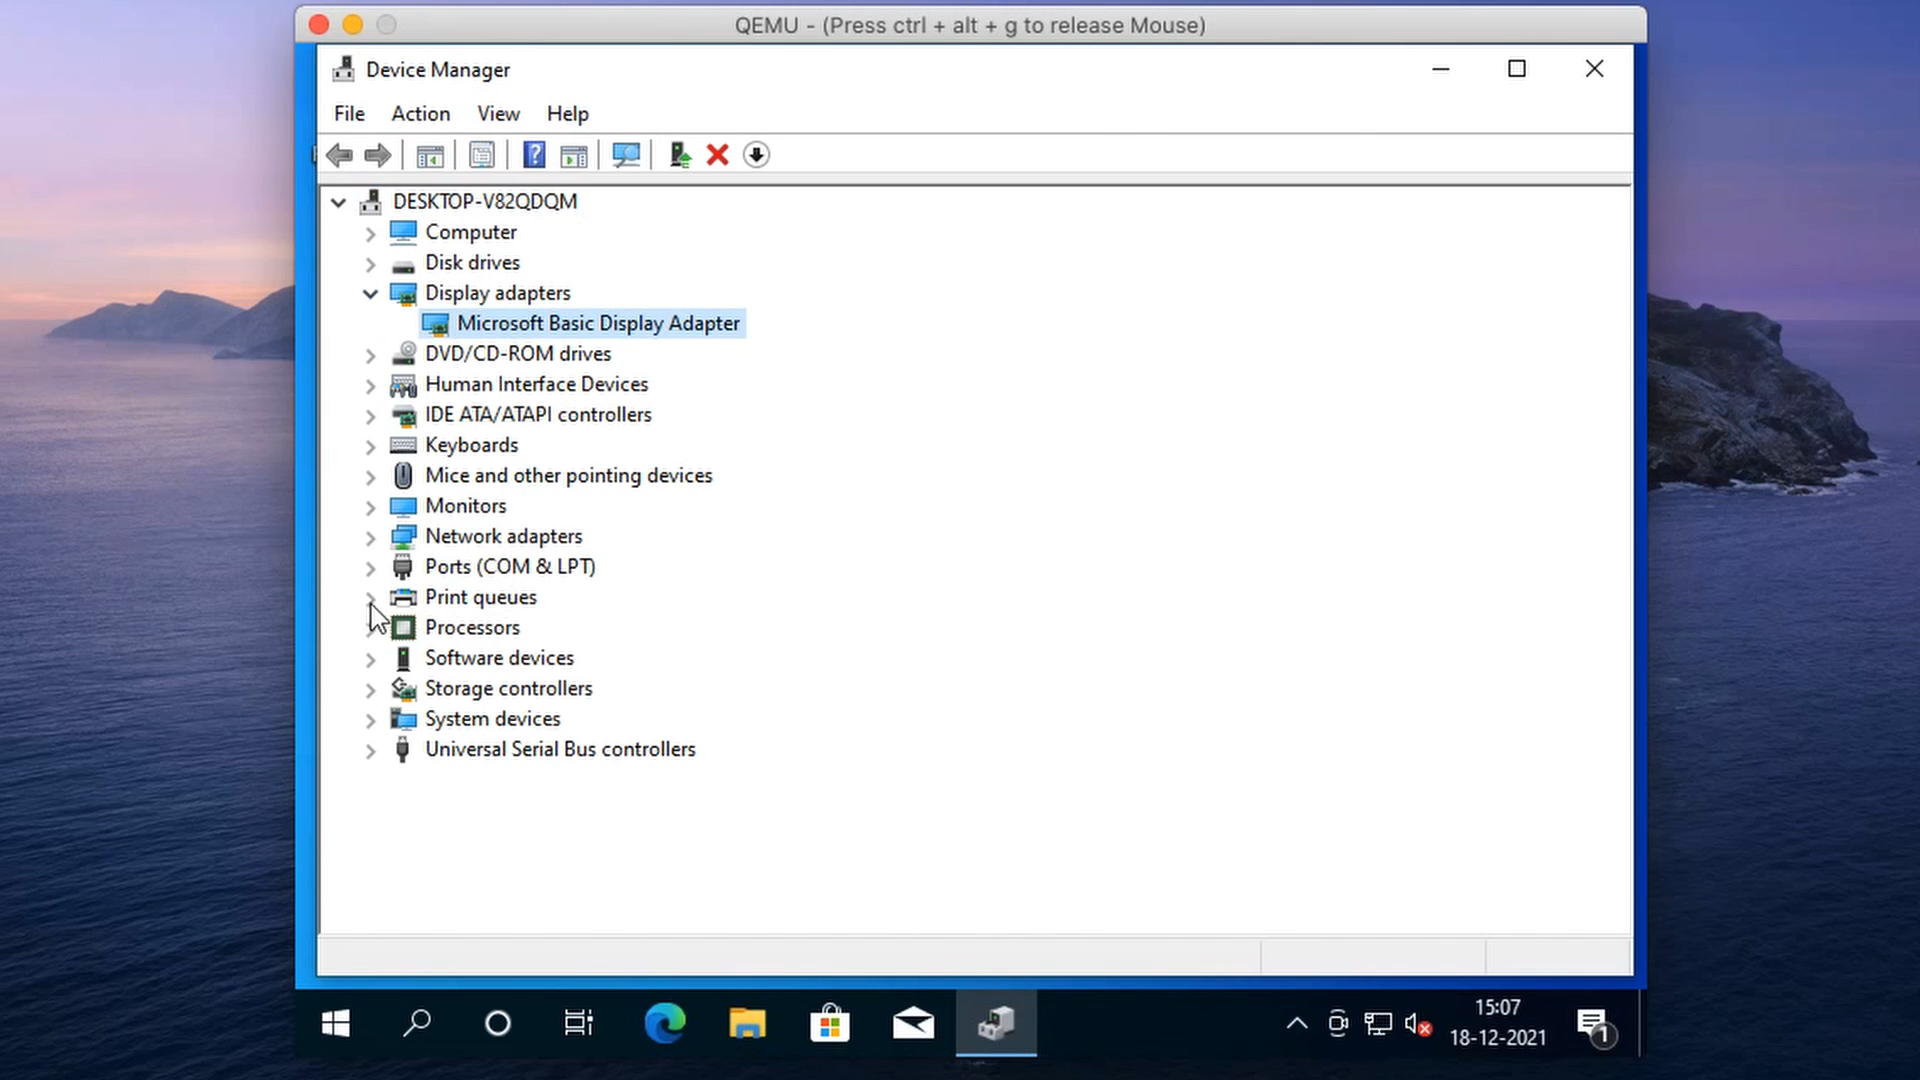 QEMU - (Press ctrl + alt + g to release Mouse)
Device Manager
File Action View Help
DESKTOP-V82QDQM
Computer
Disk drives
Display adapters
Microsoft Basic Display Adapter
DVD/CD-ROM drives
Human Interface Devices
IDE ATA/ATAPI controllers
Keyboards
Mice and other pointing devices
Monitors
Network adapters
Ports (COM & LPT)
Print queues
Processors
Software devices
Storage controllers
System devices
Universal Serial Bus controllers
15:07
18-12-2021
1